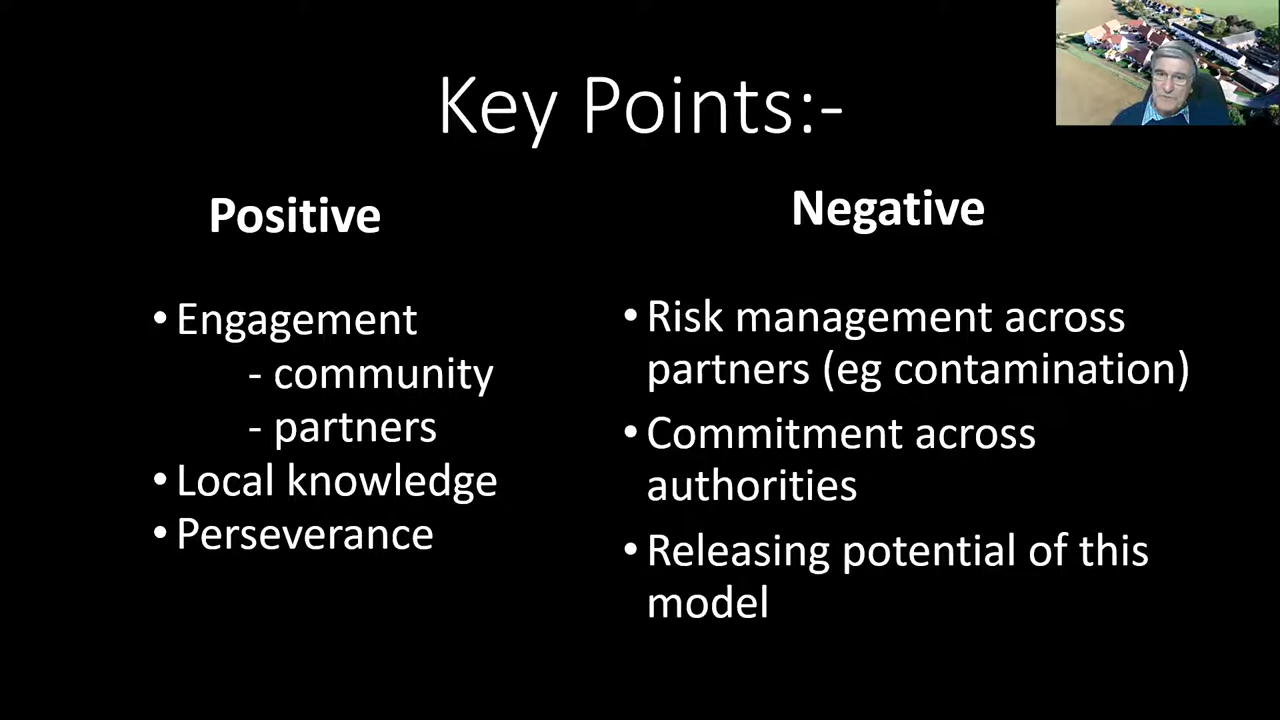 Key Points:-
Positive
• Engagement
- community
- partners
• Local knowledge
• Perseverance
Negative
• Risk management across
partners (eg contamination)
• Commitment across
authorities
• Releasing potential of this
model